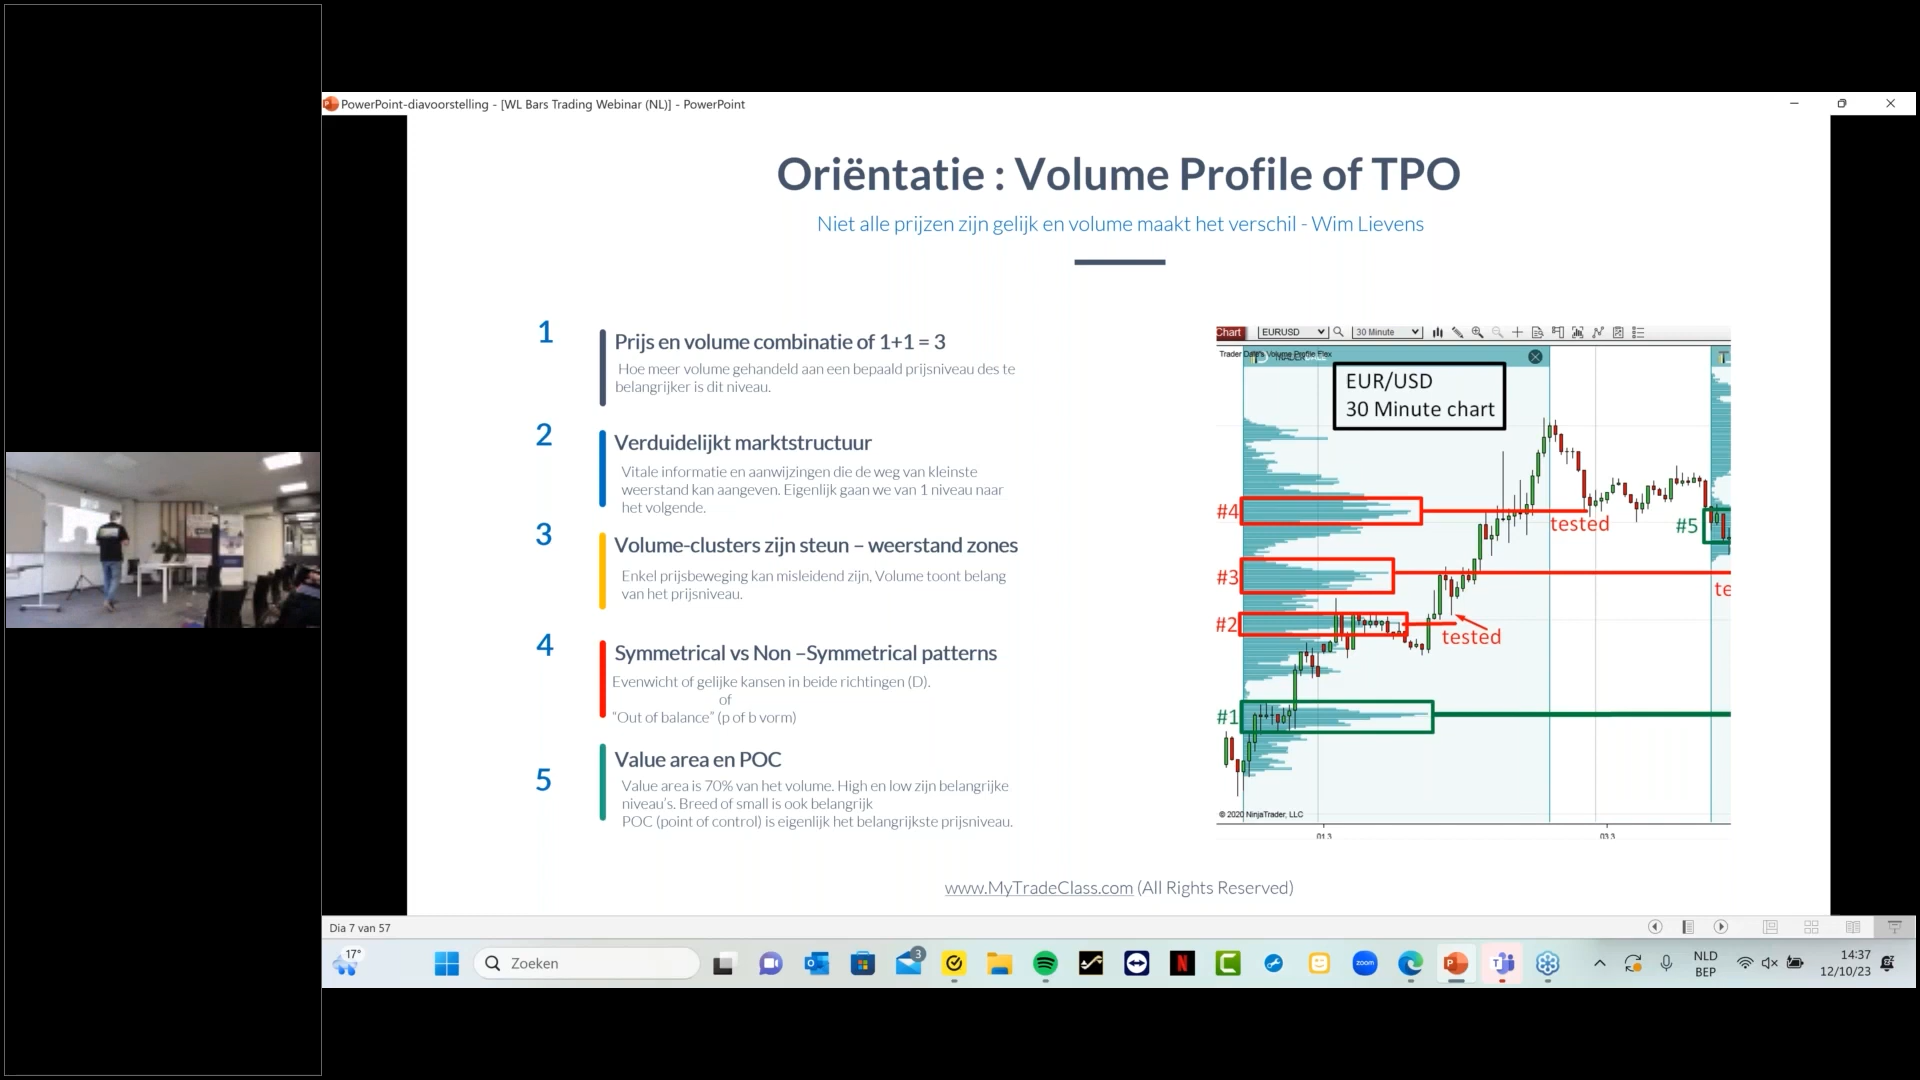 PowerPoint-diavoorstelling - [WL Bars Trading Webinar (NL)] - PowerPoint
Oriëntatie : Volume Profile of TPO
Niet alle prijzen zijn gelijk en volume maakt het verschil - Wim Lievens
1
Prijs en volume combinatie of 1+1 = 3
Hoe meer volume gehandeld aan een bepaald prijsniveau des te
belangrijker is dit niveau.
2
Verduidelijkt marktstructuur
Vitale informatie en aanwijzingen die de weg van kleinste
weerstand kan aangeven. Eigenlijk gaan we van 1 niveau naar
het volgende.
3
Volume-clusters zijn steun – weerstand zones
Enkel prijsbeweging kan misleidend zijn, Volume toont belang
van het prijsniveau.
4
Symmetrical vs Non –Symmetrical patterns
Evenwicht of gelijke kansen in beide richtingen (D).
of
“Out of balance” (p of b vorm)
5
Value area en POC
Value area is 70% van het volume. High en low zijn belangrijke
niveau’s. Breed of small is ook belangrijk
POC (point of control) is eigenlijk het belangrijkste prijsniveau.
Chart EURUSD 30 Minute
EUR/USD
30 Minute chart
#4
tested
#5
#3
te
#2
tested
#1
© 2020 NinjaTrader, LLC
01 3
03 3
www.MyTradeClass.com (All Rights Reserved)
Dia 7 van 57
17°
Zoeken
3
zoom
NLD
BEP
14:37
12/10/23